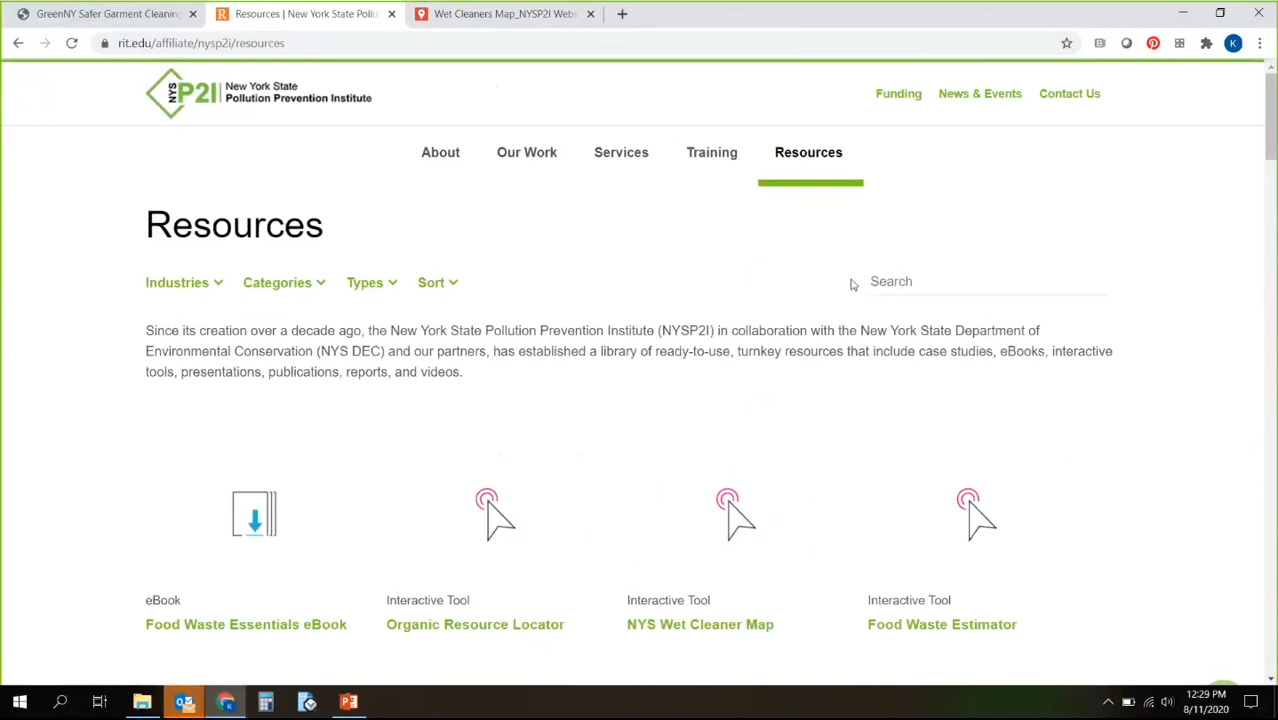 GreenNY Safer Garment Cleaning
Resources | New York State Pollu
Wet Cleaners Map_NYSP2I Webs
rit.edu/affiliate/nysp2i/resources
K
NYS P2I New York State
Pollution Prevention Institute
Funding News & Events Contact Us
About Our Work Services Training Resources
Resources
Industries Categories Types Sort Search
Since its creation over a decade ago, the New York State Pollution Prevention Institute (NYSP2I) in collaboration with the New York State Department of
Environmental Conservation (NYS DEC) and our partners, has established a library of ready-to-use, turnkey resources that include case studies, eBooks, interactive
tools, presentations, publications, reports, and videos.
eBook Interactive Tool Interactive Tool Interactive Tool
Food Waste Essentials eBook Organic Resource Locator NYS Wet Cleaner Map Food Waste Estimator
12:29 PM
8/11/2020